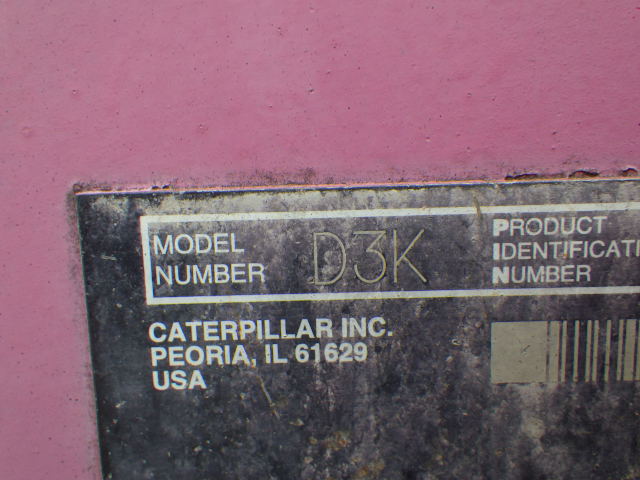 MODEL
NUMBER
D3K
PRODUCT
IDENTIFICATI
NUMBER
CATERPILLAR INC.
PEORIA, IL 61629
USA